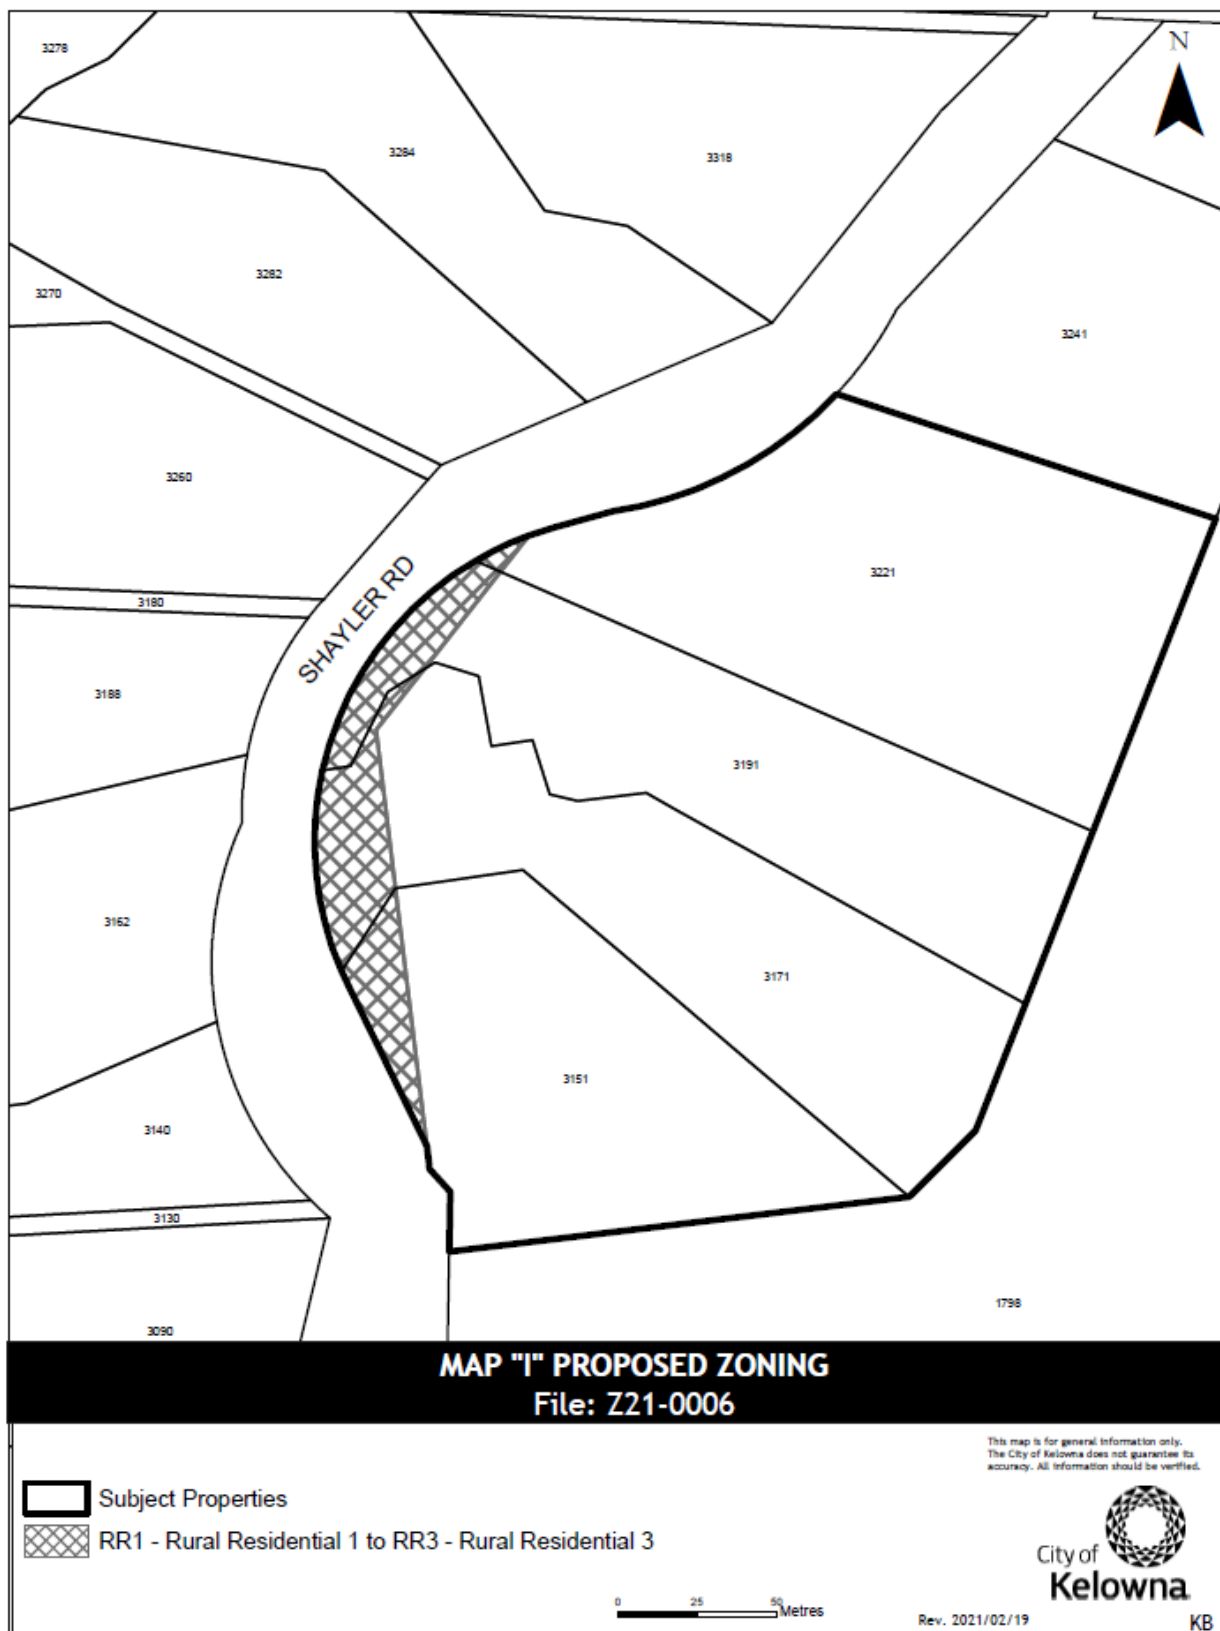 N
3278
3284
3318
3282
3270
3241
3260
3221
3180
SHAYLER RD
3188
3191
3162
3171
3151
3140
3130
1798
3090
MAP "I" PROPOSED ZONING
File: Z21-0006
This map is for general information only.
The City of Kelowna does not guarantee its
accuracy. All information should be verified.
Subject Properties
RR1 - Rural Residential 1 to RR3 - Rural Residential 3
City of
Kelowna
0 25 50 Metres
Rev. 2021/02/19
KB